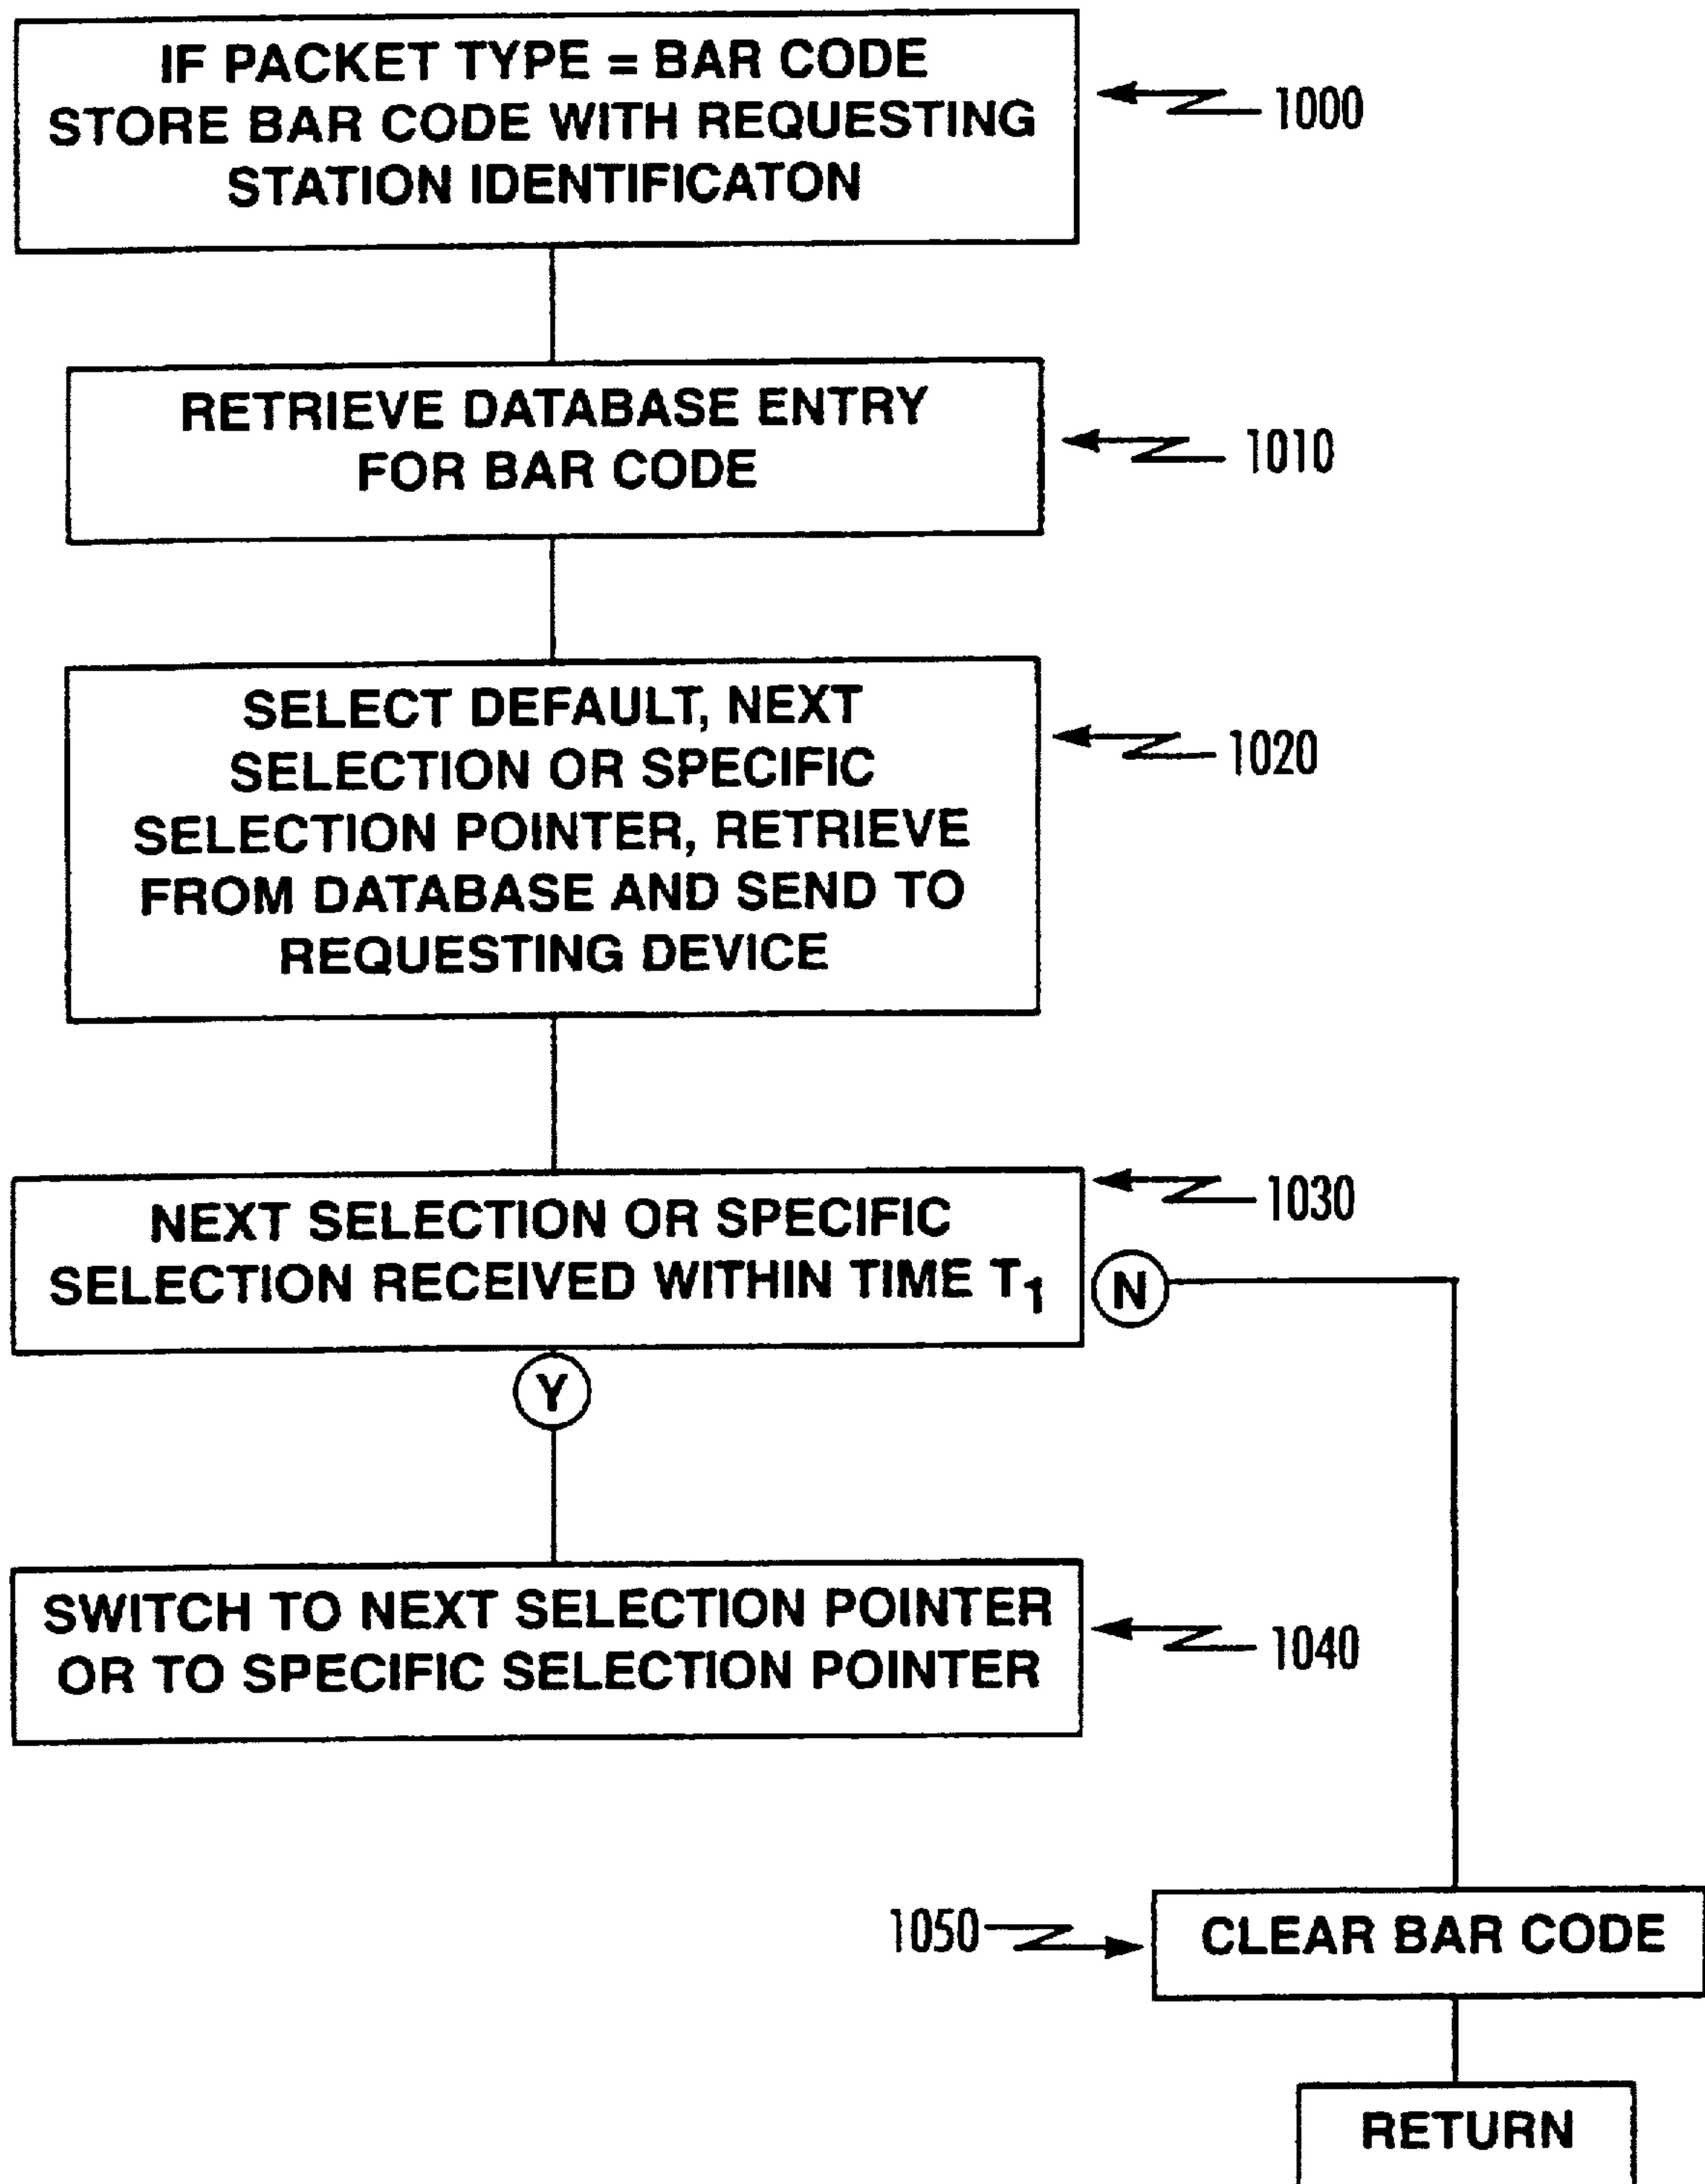 IF PACKET TYPE = BAR CODE
STORE BAR CODE WITH REQUESTING
STATION IDENTIFICATON
1000
RETRIEVE DATABASE ENTRY
FOR BAR CODE
1010
SELECT DEFAULT, NEXT
SELECTION OR SPECIFIC
SELECTION POINTER, RETRIEVE
FROM DATABASE AND SEND TO
REQUESTING DEVICE
1020
NEXT SELECTION OR SPECIFIC
SELECTION RECEIVED WITHIN TIME T1
1030
N
Y
SWITCH TO NEXT SELECTION POINTER
OR TO SPECIFIC SELECTION POINTER
1040
1050
CLEAR BAR CODE
RETURN